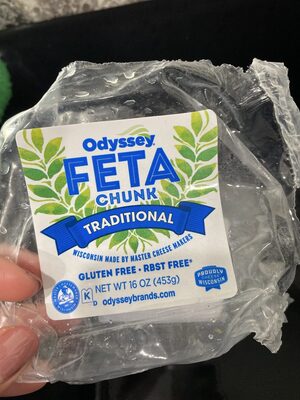 Odyssey
FETA
CHUNK
TRADITIONAL
WISCONSIN MADE BY MASTER CHEESE MAKERS
GLUTEN FREE • RBST FREE*
NET WT 16 OZ (453g)
K
D
odysseybrands.com
PROUDLY
WISCONSIN
CHEESE